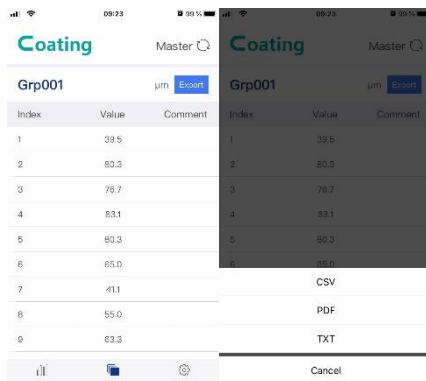 09:23
99 %
Coating
Master
Grp001
μm Export
Index Value Comment
1 39.5
2 80.3
3 76.7
4 83.1
5 80.3
6 65.0
7 41.1
8 55.0
9 63.3
09:23
99 %
Coating
Master
Grp001
μm Export
Index Value Comment
1 39.5
2 80.3
3 76.7
4 83.1
5 80.3
6 65.0
CSV
PDF
TXT
Cancel